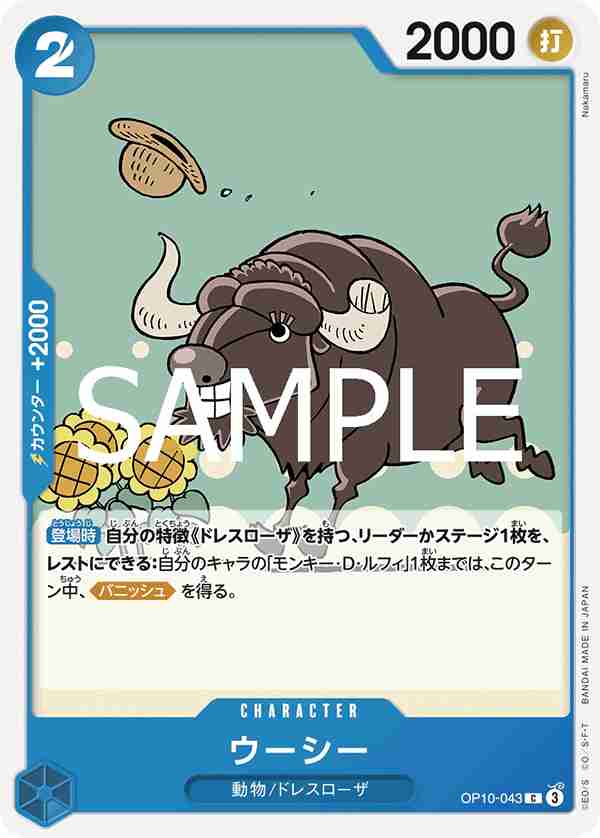 2
2000
打
Nakamaru
カウンター +2000
SAMPLE
登場時 自分の特徴《ドレスローザ》を持つ、リーダーかステージ1枚を、
レストにできる:自分のキャラの「モンキー・D・ルフィ」1枚までは、このター
ン中、バニッシュ を得る。
CHARACTER
ウーシー
動物/ドレスローザ
OP10-043 C 3
©E.O/S ©O./S・F・T BANDAI MADE IN JAPAN